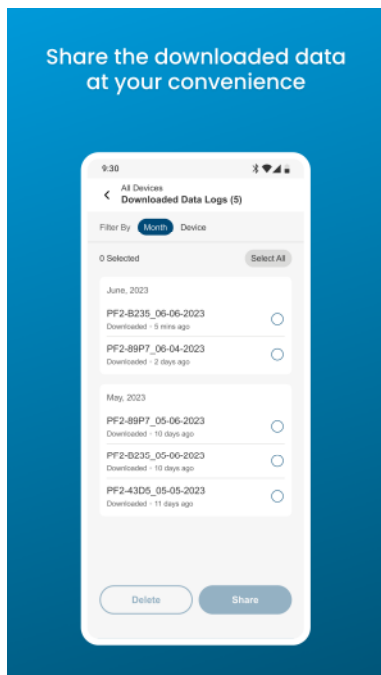 Share the downloaded data
at your convenience
9:30
All Devices
Downloaded Data Logs (5)
Filter By Month Device
0 Selected Select All
June, 2023
PF2-B235_06-06-2023
Downloaded - 5 mins ago
PF2-89P7_06-04-2023
Downloaded - 2 days ago
May, 2023
PF2-89P7_05-06-2023
Downloaded - 10 days ago
PF2-B235_05-06-2023
Downloaded - 10 days ago
PF2-43D5_05-05-2023
Downloaded - 11 days ago
Delete Share